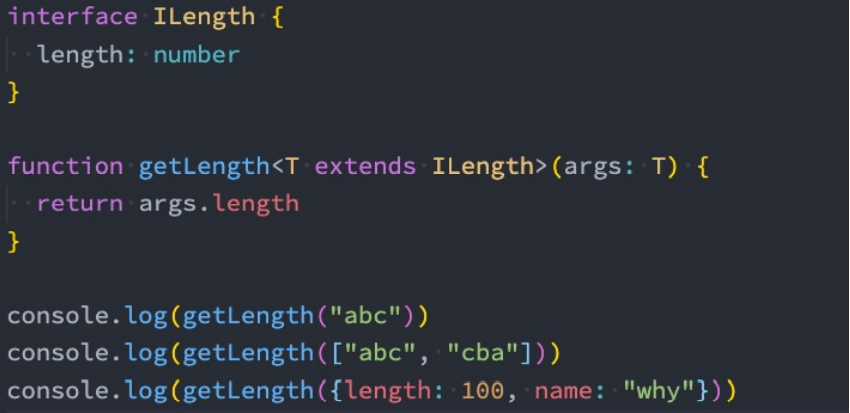 interface ILength {
  length: number
}
function getLength<T extends ILength>(args: T) {
  return args.length
}
console.log(getLength("abc"))
console.log(getLength(["abc", "cba"]))
console.log(getLength({length: 100, name: "why"}))